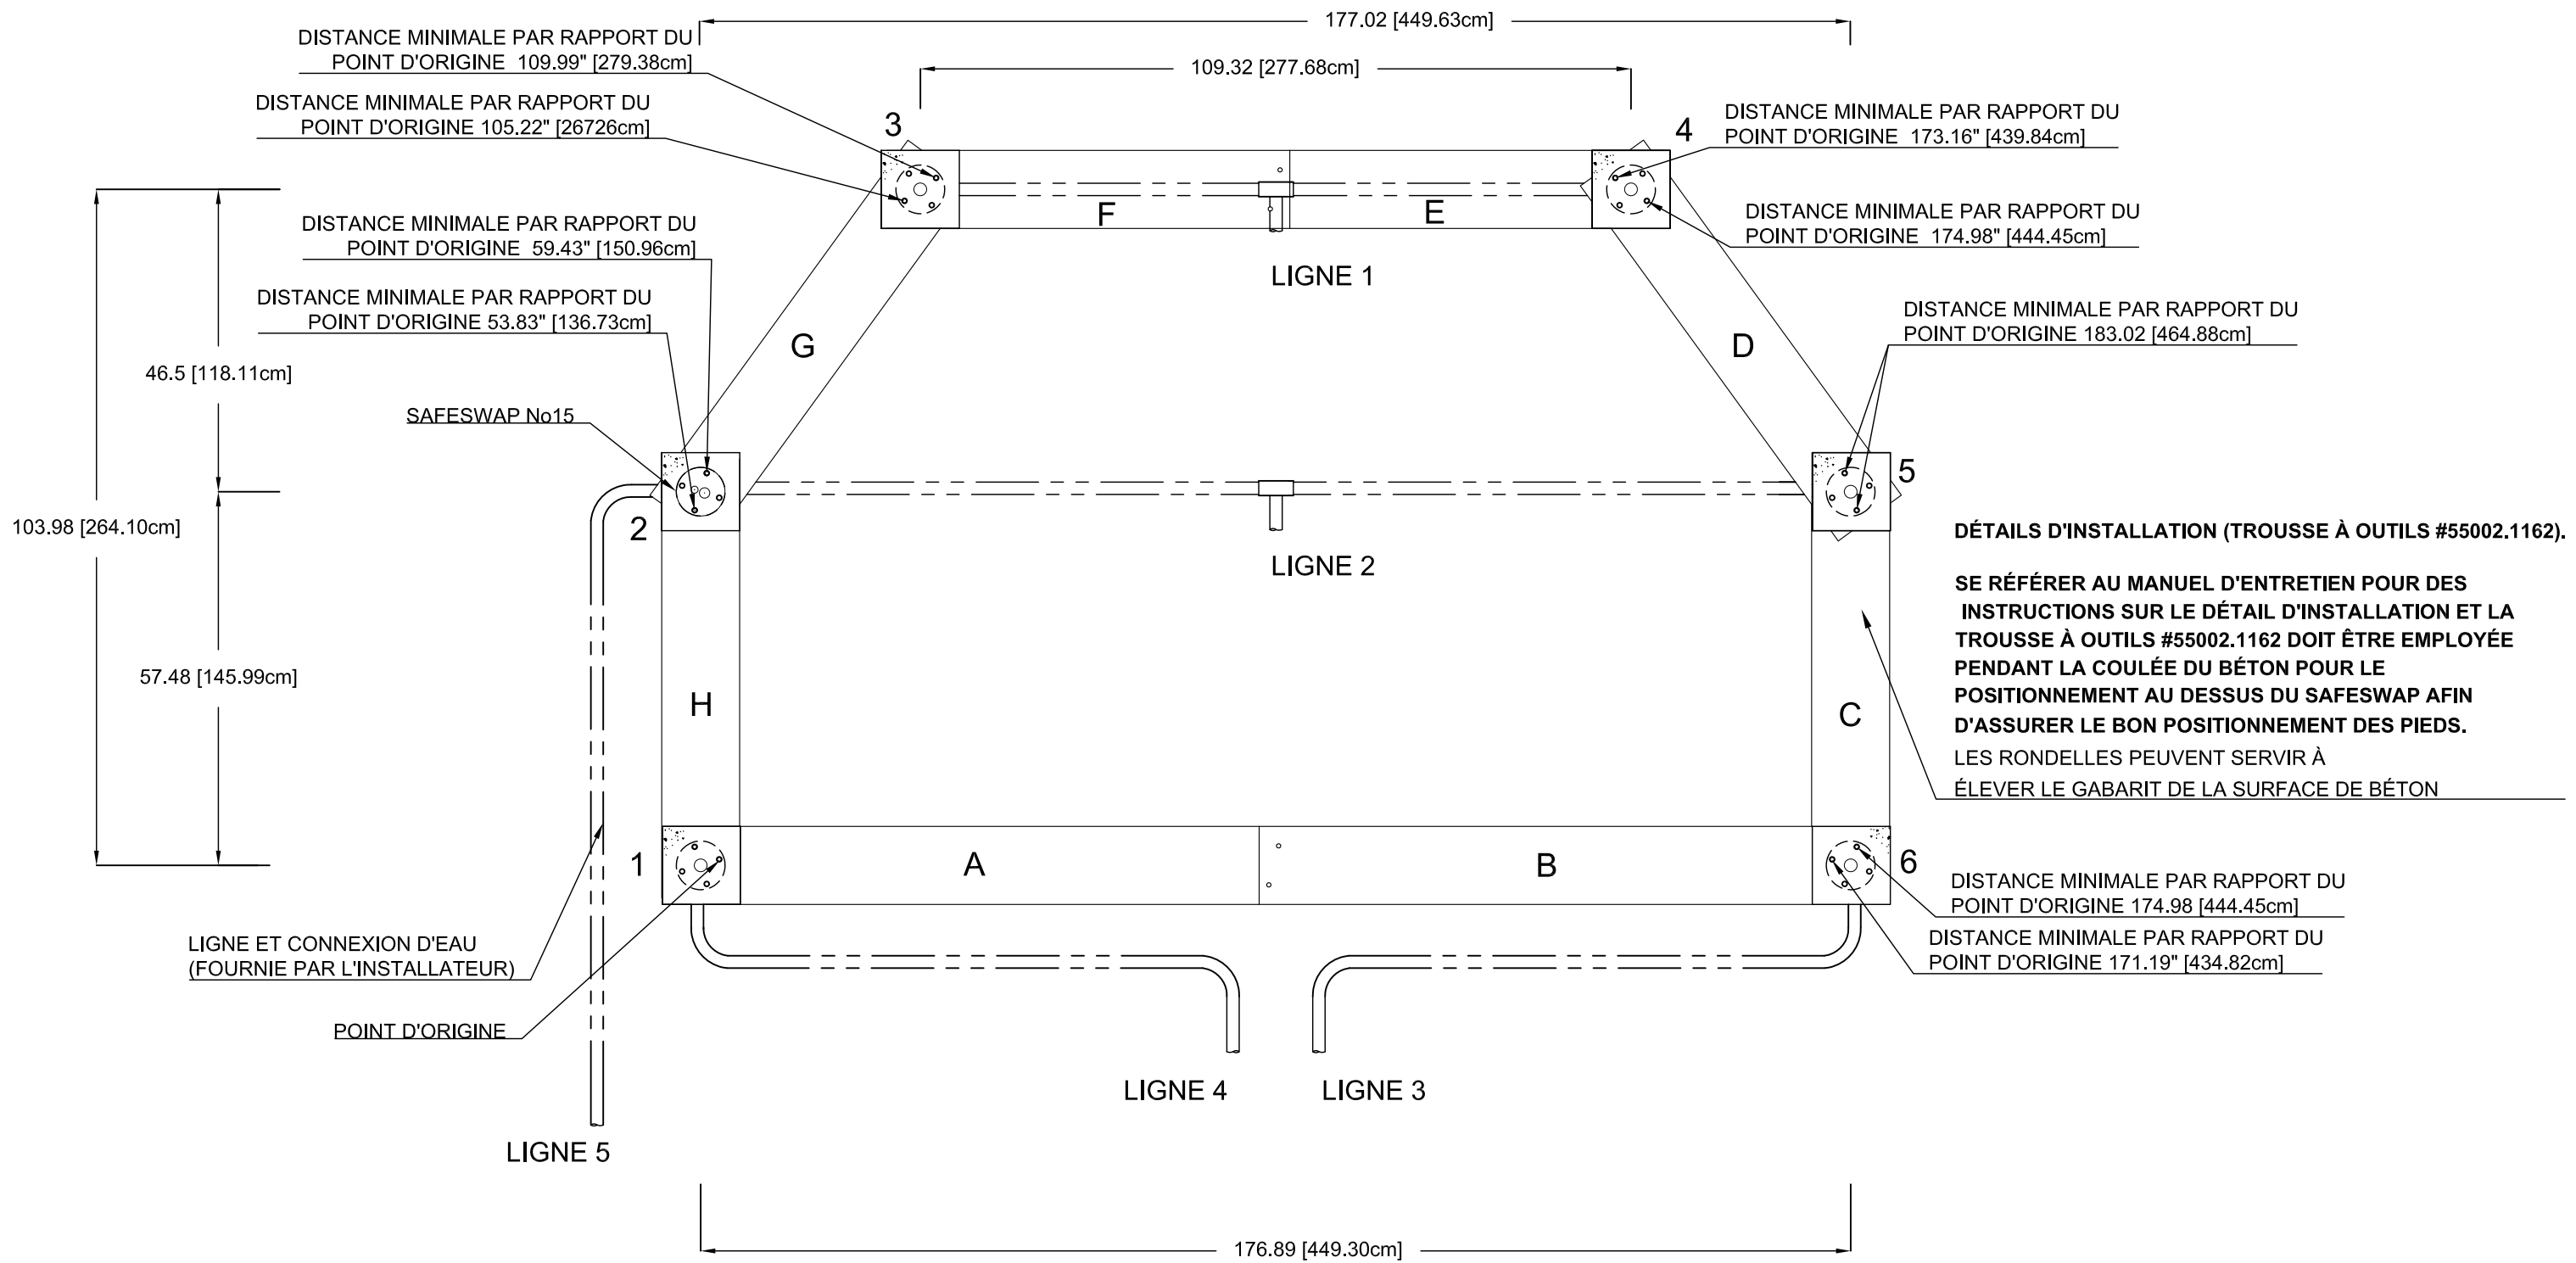 177.02 [449.63cm]
DISTANCE MINIMALE PAR RAPPORT DU
POINT D'ORIGINE 109.99" [279.38cm]
109.32 [277.68cm]
DISTANCE MINIMALE PAR RAPPORT DU
POINT D'ORIGINE 105.22" [26726cm]
DISTANCE MINIMALE PAR RAPPORT DU
POINT D'ORIGINE 173.16" [439.84cm]
3
4
F
E
DISTANCE MINIMALE PAR RAPPORT DU
POINT D'ORIGINE 174.98" [444.45cm]
DISTANCE MINIMALE PAR RAPPORT DU
POINT D'ORIGINE 59.43" [150.96cm]
LIGNE 1
DISTANCE MINIMALE PAR RAPPORT DU
POINT D'ORIGINE 53.83" [136.73cm]
DISTANCE MINIMALE PAR RAPPORT DU
POINT D'ORIGINE 183.02 [464.88cm]
G
D
46.5 [118.11cm]
SAFESWAP No15
5
2
103.98 [264.10cm]
LIGNE 2
DÉTAILS D'INSTALLATION (TROUSSE À OUTILS #55002.1162).
SE RÉFÉRER AU MANUEL D'ENTRETIEN POUR DES
INSTRUCTIONS SUR LE DÉTAIL D'INSTALLATION ET LA
TROUSSE À OUTILS #55002.1162 DOIT ÊTRE EMPLOYÉE
PENDANT LA COULÉE DU BÉTON POUR LE
POSITIONNEMENT AU DESSUS DU SAFESWAP AFIN
D'ASSURER LE BON POSITIONNEMENT DES PIEDS.
LES RONDELLES PEUVENT SERVIR À
ÉLEVER LE GABARIT DE LA SURFACE DE BÉTON
57.48 [145.99cm]
H
C
1
A
B
6
DISTANCE MINIMALE PAR RAPPORT DU
POINT D'ORIGINE 174.98 [444.45cm]
DISTANCE MINIMALE PAR RAPPORT DU
POINT D'ORIGINE 171.19" [434.82cm]
LIGNE ET CONNEXION D'EAU
(FOURNIE PAR L'INSTALLATEUR)
POINT D'ORIGINE
LIGNE 4
LIGNE 3
LIGNE 5
176.89 [449.30cm]